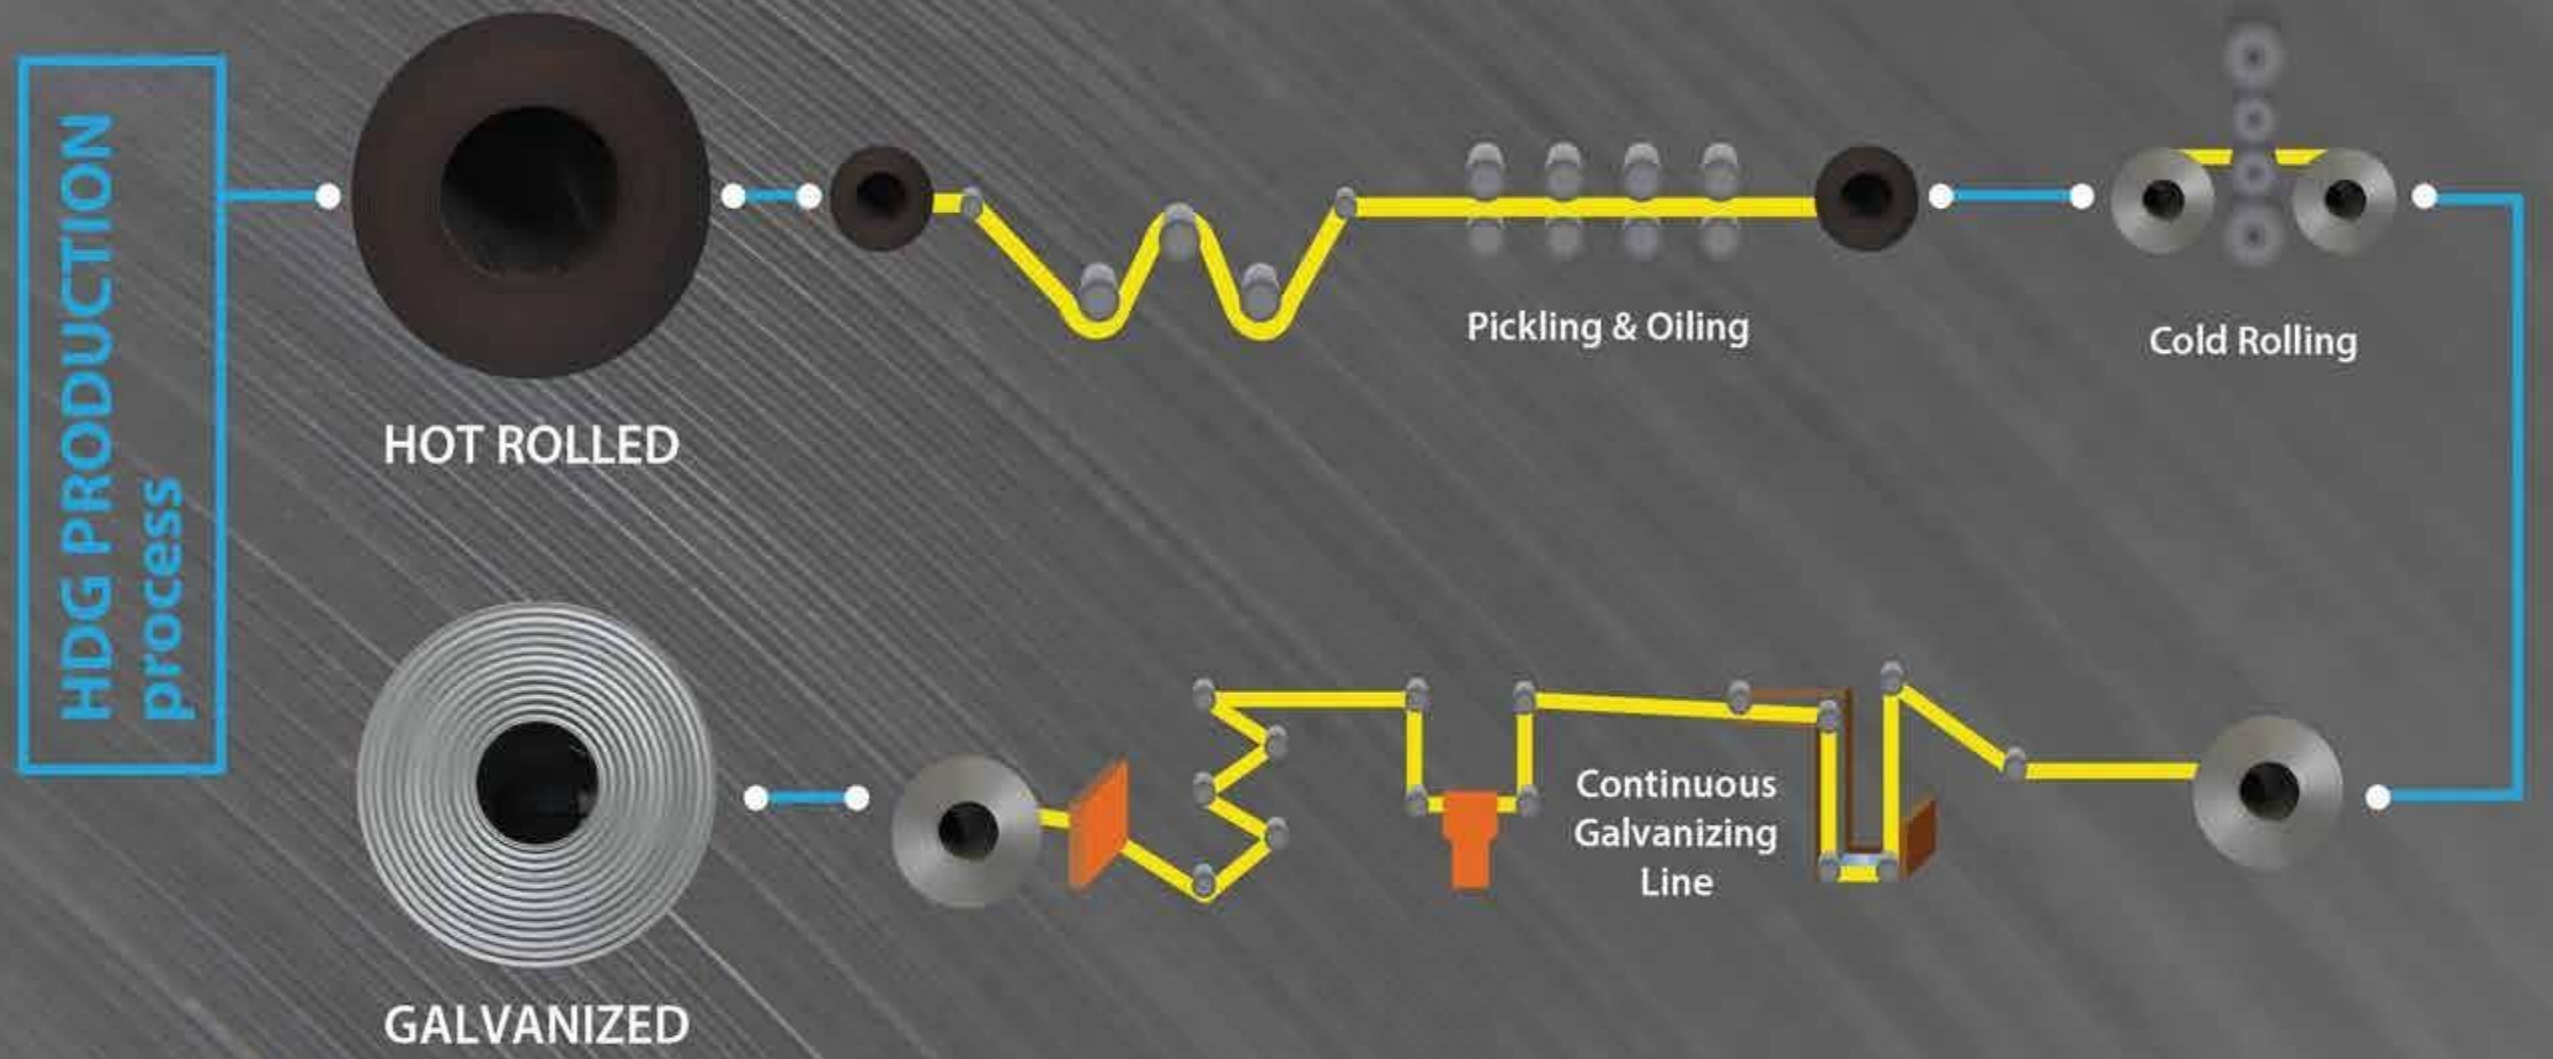 HDG PRODUCTION
process
HOT ROLLED
Pickling & Oiling
Cold Rolling
Continuous
Galvanizing
Line
GALVANIZED